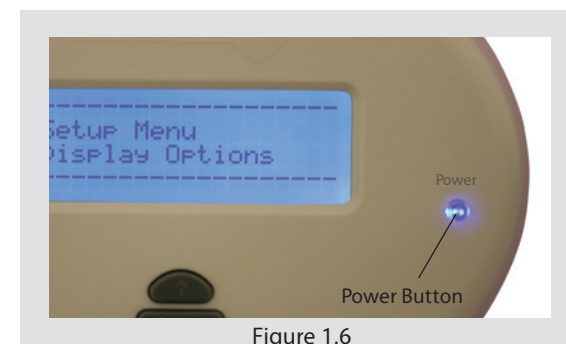 Setup Menu
Display Options
Power
Power Button
Figure 1.6